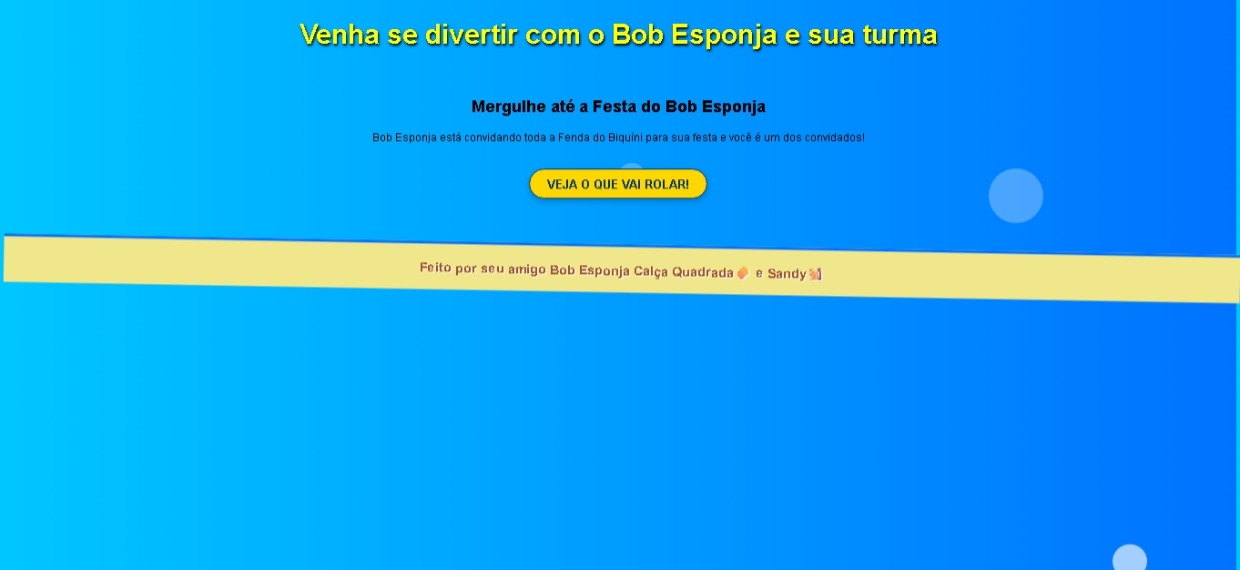 Venha se divertir com o Bob Esponja e sua turma
Mergulhe até a Festa do Bob Esponja
Bob Esponja está convidando toda a Fenda do Biquíni para sua festa e você é um dos convidados!
VEJA O QUE VAI ROLAR!
Feito por seu amigo Bob Esponja Calça Quadrada🧽 e Sandy🐿️